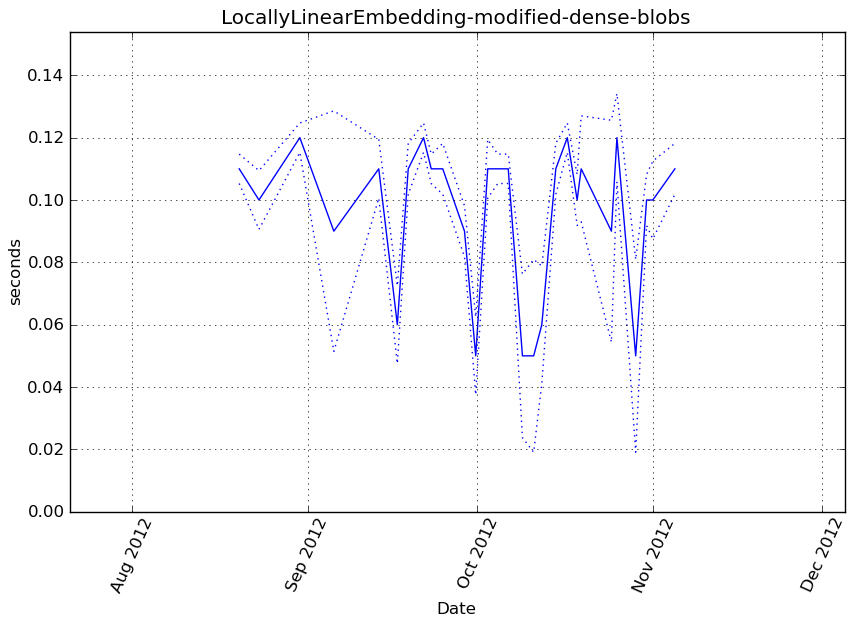 LocallyLinearEmbedding-modified-dense-blobs
0.14
0.12
0.10
0.08
0.06
0.04
0.02
0.00
seconds
Aug 2012
Sep 2012
Oct 2012
Nov 2012
Dec 2012
Date